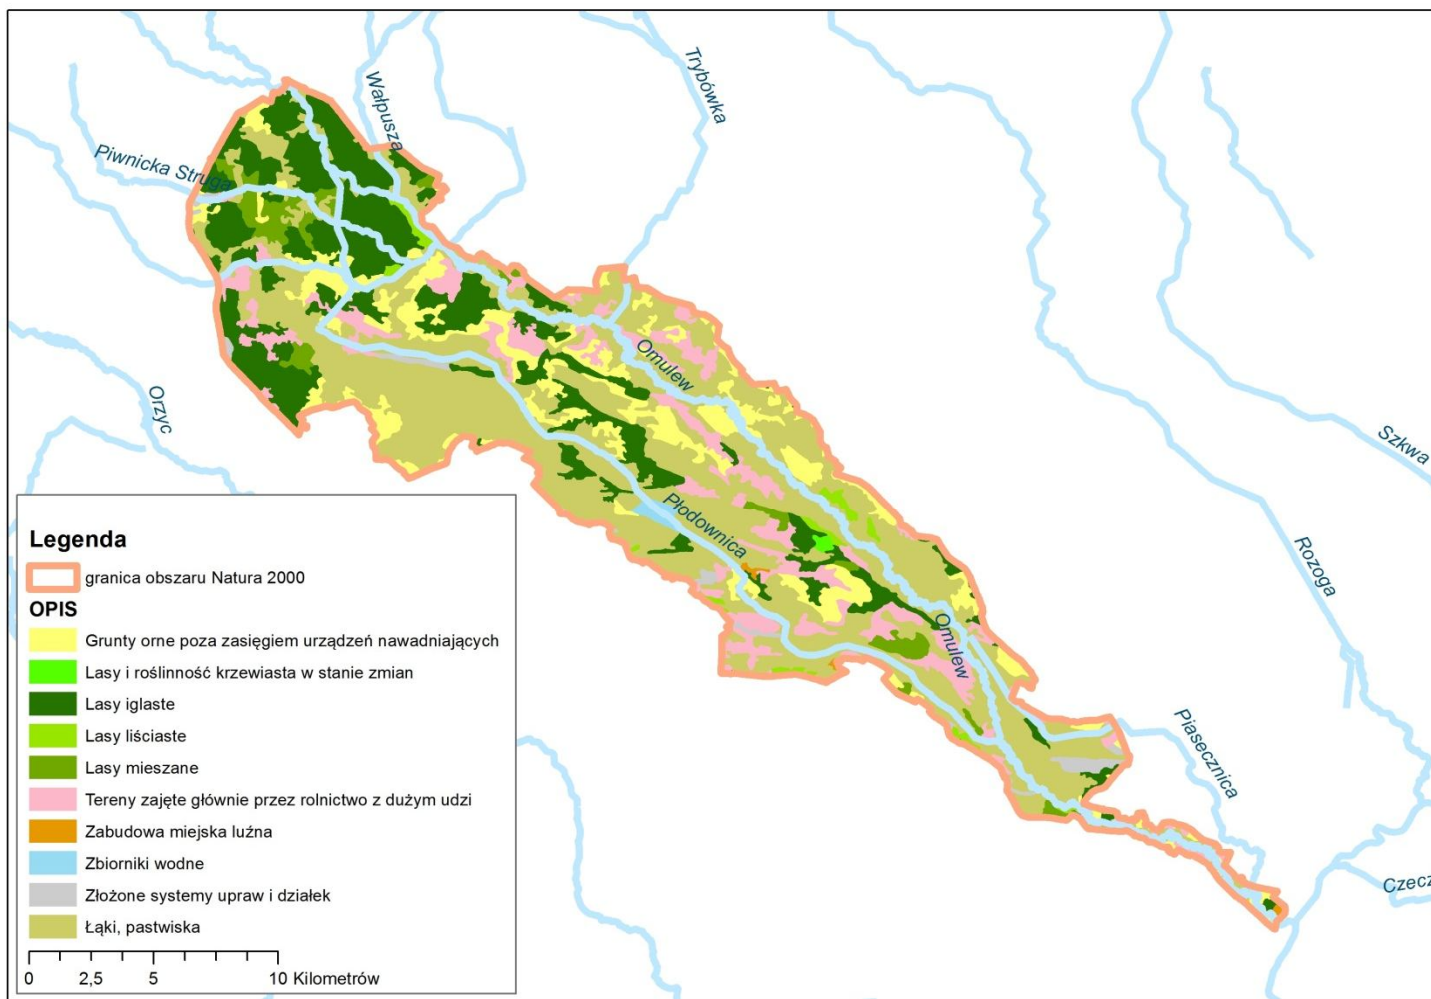 Wałpusza
Trybówka
Piwnicka Struga
Omulew
Orzyc
Szkwa
Płodownica
Rozoga
Omulew
Piasecznica
Czecz
Legenda
granica obszaru Natura 2000
OPIS
Grunty orne poza zasięgiem urządzeń nawadniających
Lasy i roślinność krzewiasta w stanie zmian
Lasy iglaste
Lasy liściaste
Lasy mieszane
Tereny zajęte głównie przez rolnictwo z dużym udzi
Zabudowa miejska luźna
Zbiorniki wodne
Złożone systemy upraw i działek
Łąki, pastwiska
0 2,5 5 10 Kilometrów